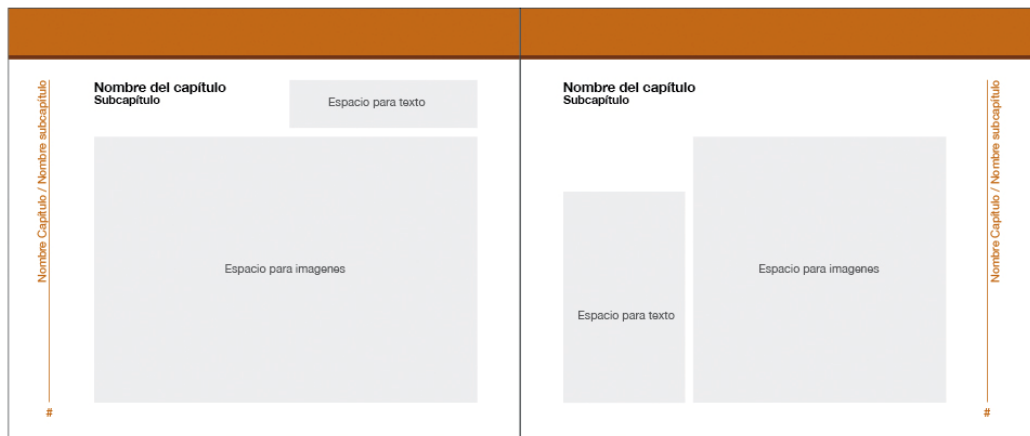 Nombre Capítulo / Nombre subcapítulo
#
Nombre del capítulo
Subcapítulo
Espacio para texto
Espacio para imagenes
Nombre del capítulo
Subcapítulo
Espacio para texto
Espacio para imagenes
Nombre Capítulo / Nombre subcapítulo
#